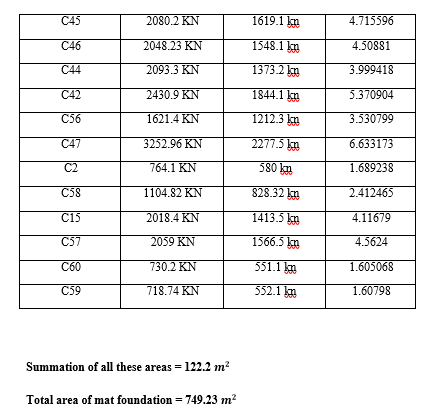 C45 2080.2 KN 1619.1 kn 4.715596
C46 2048.23 KN 1548.1 kn 4.50881
C44 2093.3 KN 1373.2 kn 3.999418
C42 2430.9 KN 1844.1 kn 5.370904
C56 1621.4 KN 1212.3 kn 3.530799
C47 3252.96 KN 2277.5 kn 6.633173
C2 764.1 KN 580 kn 1.689238
C58 1104.82 KN 828.32 kn 2.412465
C15 2018.4 KN 1413.5 kn 4.11679
C57 2059 KN 1566.5 kn 4.5624
C60 730.2 KN 551.1 kn 1.605068
C59 718.74 KN 552.1 kn 1.60798
Summation of all these areas = 122.2 m²
Total area of mat foundation = 749.23 m²